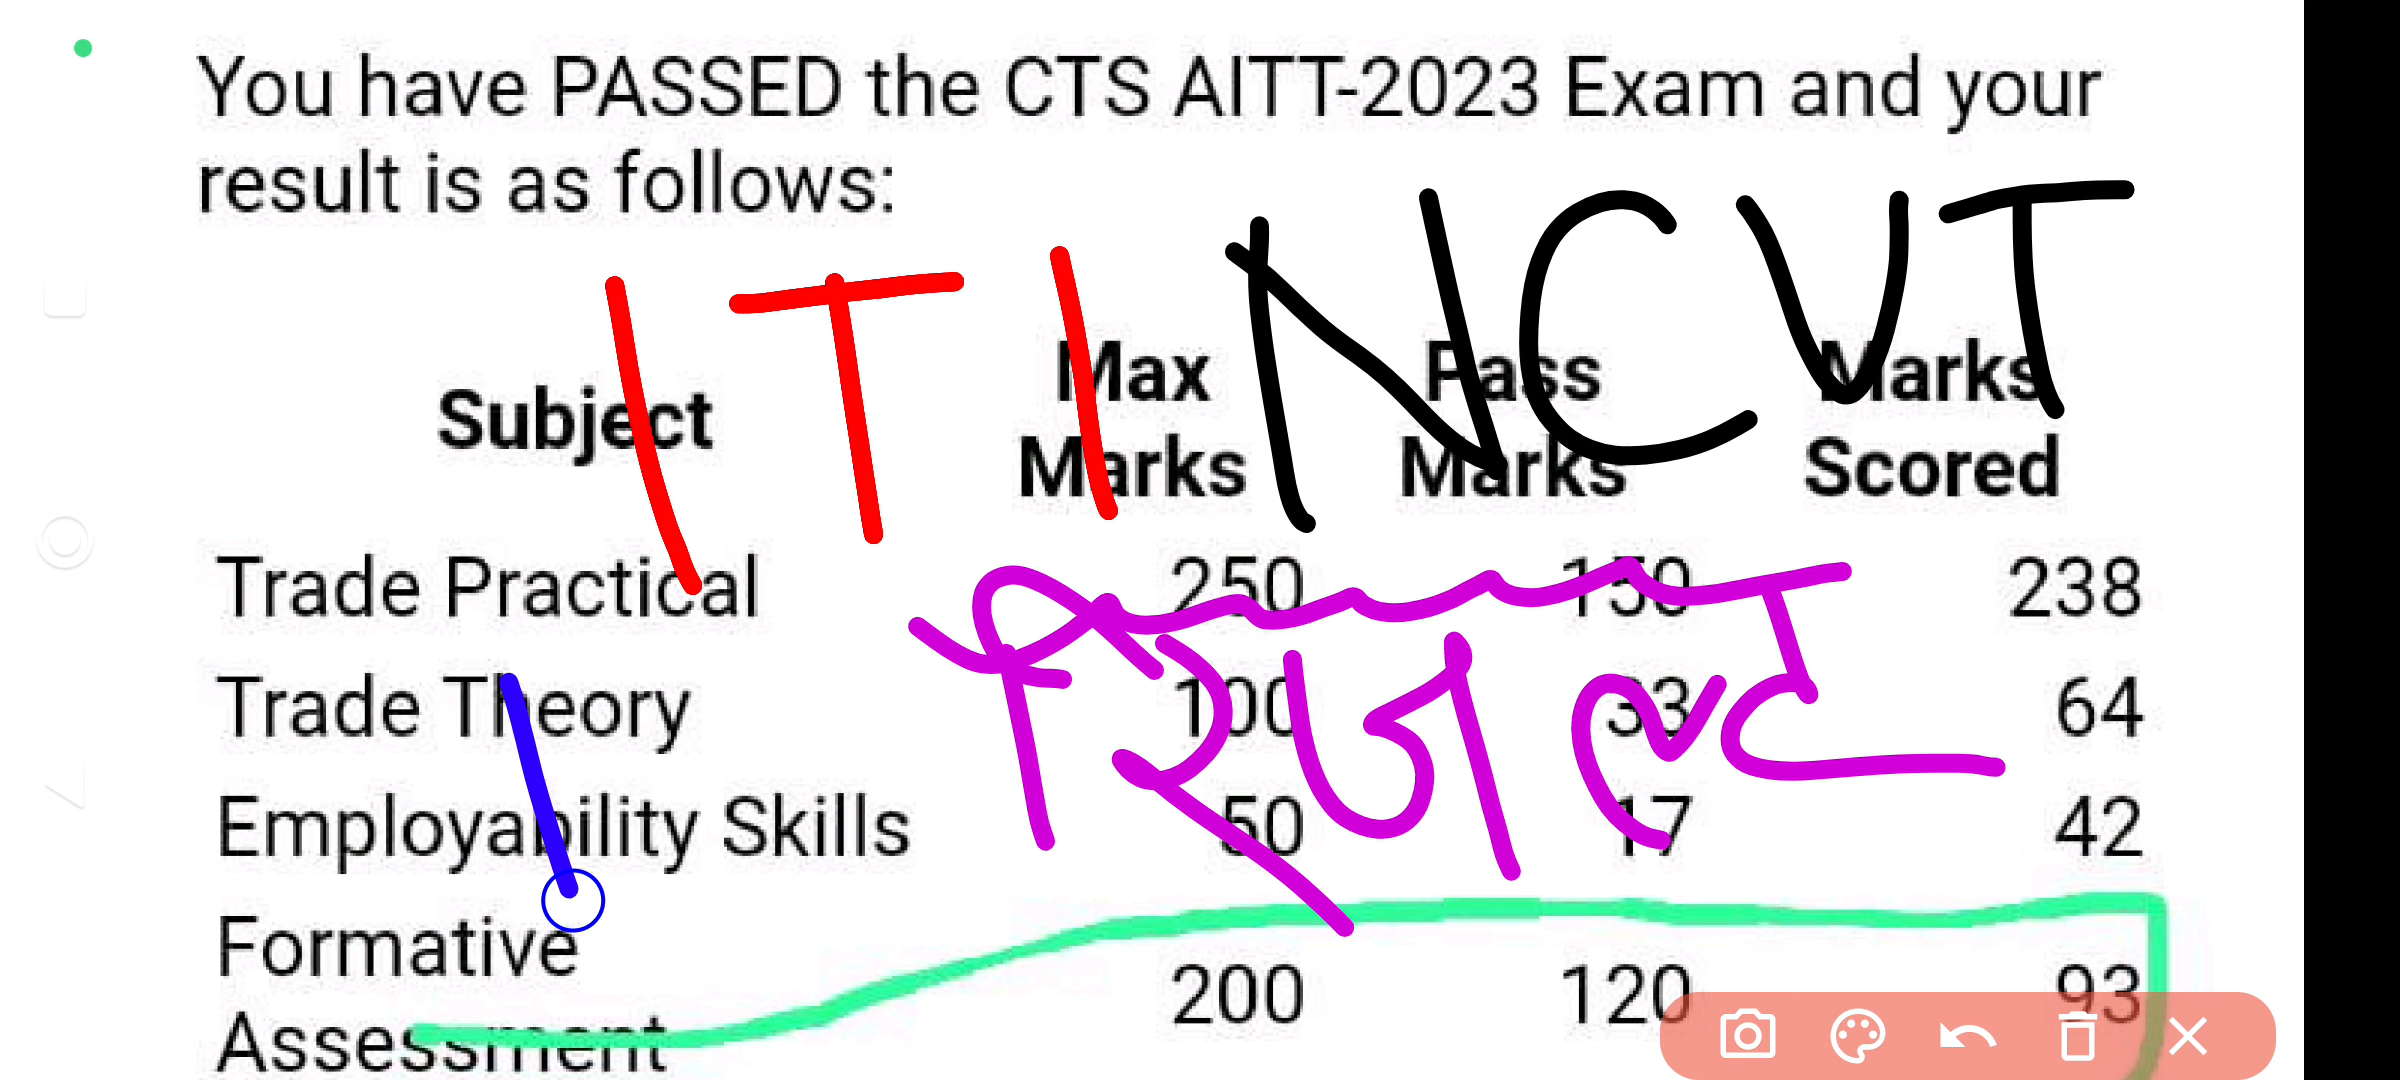 You have PASSED the CTS AITT-2023 Exam and your
result is as follows:
ITI NCVT
Subject Max Marks Pass Marks Marks Scored
Trade Practical 250 150 238
रिजल्ट
Trade Theory 100 33 64
Employability Skills 50 17 42
Formative Assessment 200 120 93